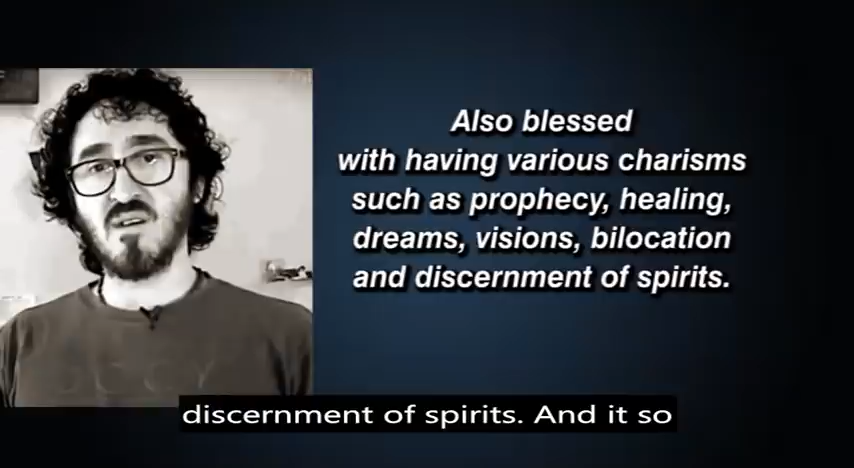 Also blessed
with having various charisms
such as prophecy, healing,
dreams, visions, bilocation
and discernment of spirits.
discernment of spirits. And it so